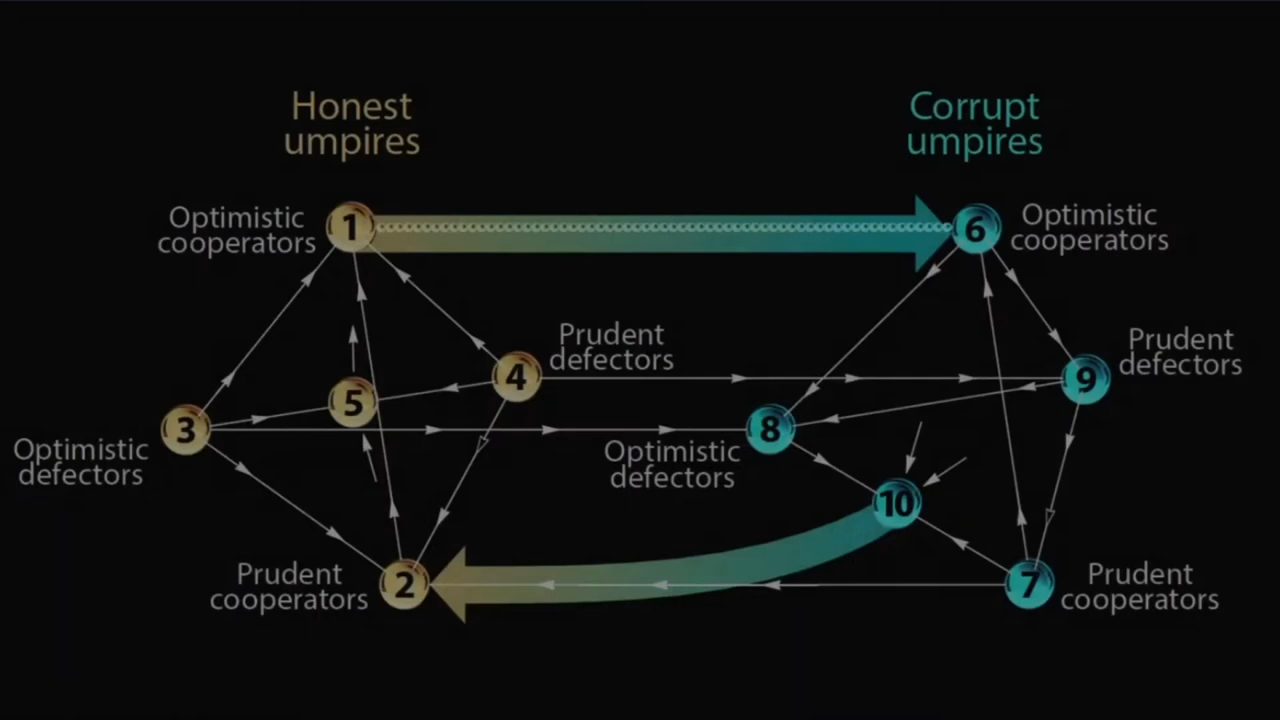 Honest
umpires
Corrupt
umpires
Optimistic
cooperators
1
6
Optimistic
cooperators
Prudent
defectors
4
Prudent
defectors
9
5
3
8
Optimistic
defectors
Optimistic
defectors
10
Prudent
cooperators
2
7
Prudent
cooperators